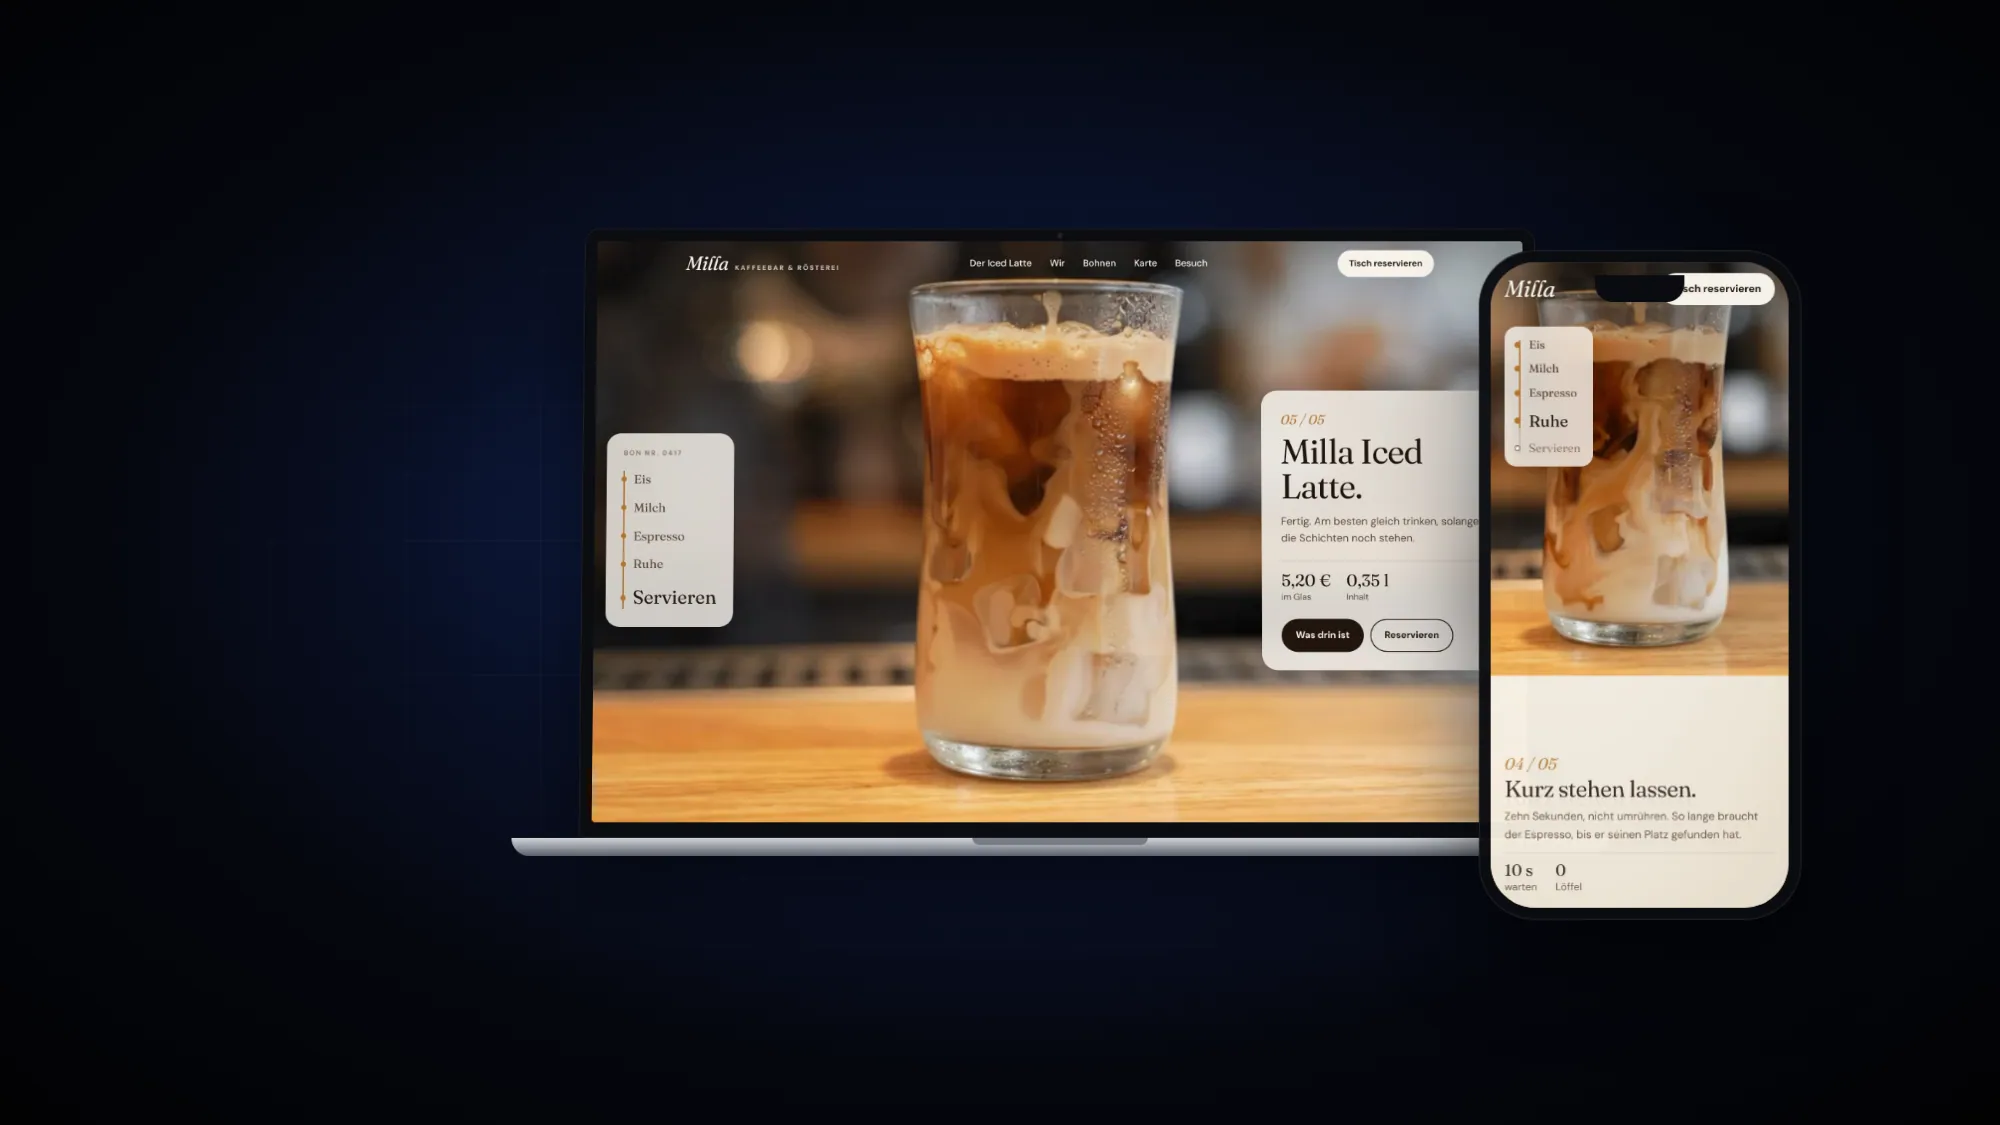 Milla KAFFEEBAR & RÖSTEREI
Der Iced Latte Wir Bohnen Karte Besuch
Tisch reservieren
BON NR. 0417
Eis
Milch
Espresso
Ruhe
Servieren
05 / 05
Milla Iced
Latte.
Fertig. Am besten gleich trinken, solange
die Schichten noch stehen.
5,20 € 0,35 l
im Glas Inhalt
Was drin ist Reservieren
Milla
sch reservieren
Eis
Milch
Espresso
Ruhe
Servieren
04 / 05
Kurz stehen lassen.
Zehn Sekunden, nicht umrühren. So lange braucht
der Espresso, bis er seinen Platz gefunden hat.
10 s 0
warten Löffel